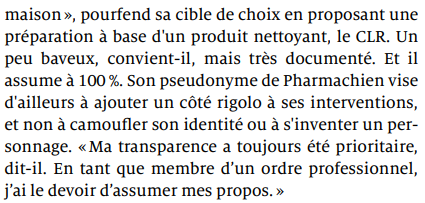 maison », pourfend sa cible de choix en proposant une
préparation à base d'un produit nettoyant, le CLR. Un
peu baveux, convient-il, mais très documenté. Et il
assume à 100 %. Son pseudonyme de Pharmachien vise
d'ailleurs à ajouter un côté rigolo à ses interventions,
et non à camoufler son identité ou à s'inventer un per-
sonnage. « Ma transparence a toujours été prioritaire,
dit-il. En tant que membre d’un ordre professionnel,
j’ai le devoir d’assumer mes propos. »